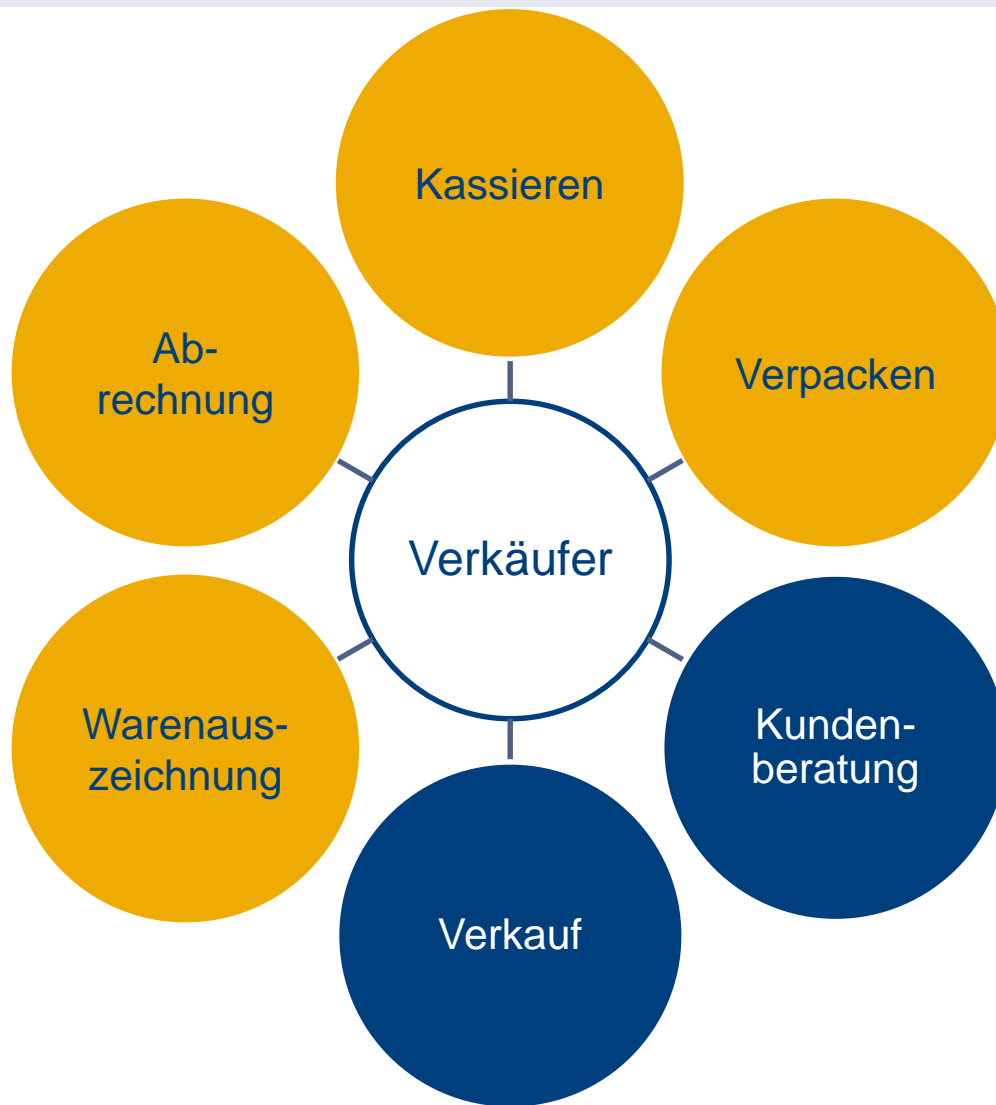 Kassieren
Ab-
rechnung
Verpacken
Verkäufer
Warenaus-
zeichnung
Kunden-
beratung
Verkauf